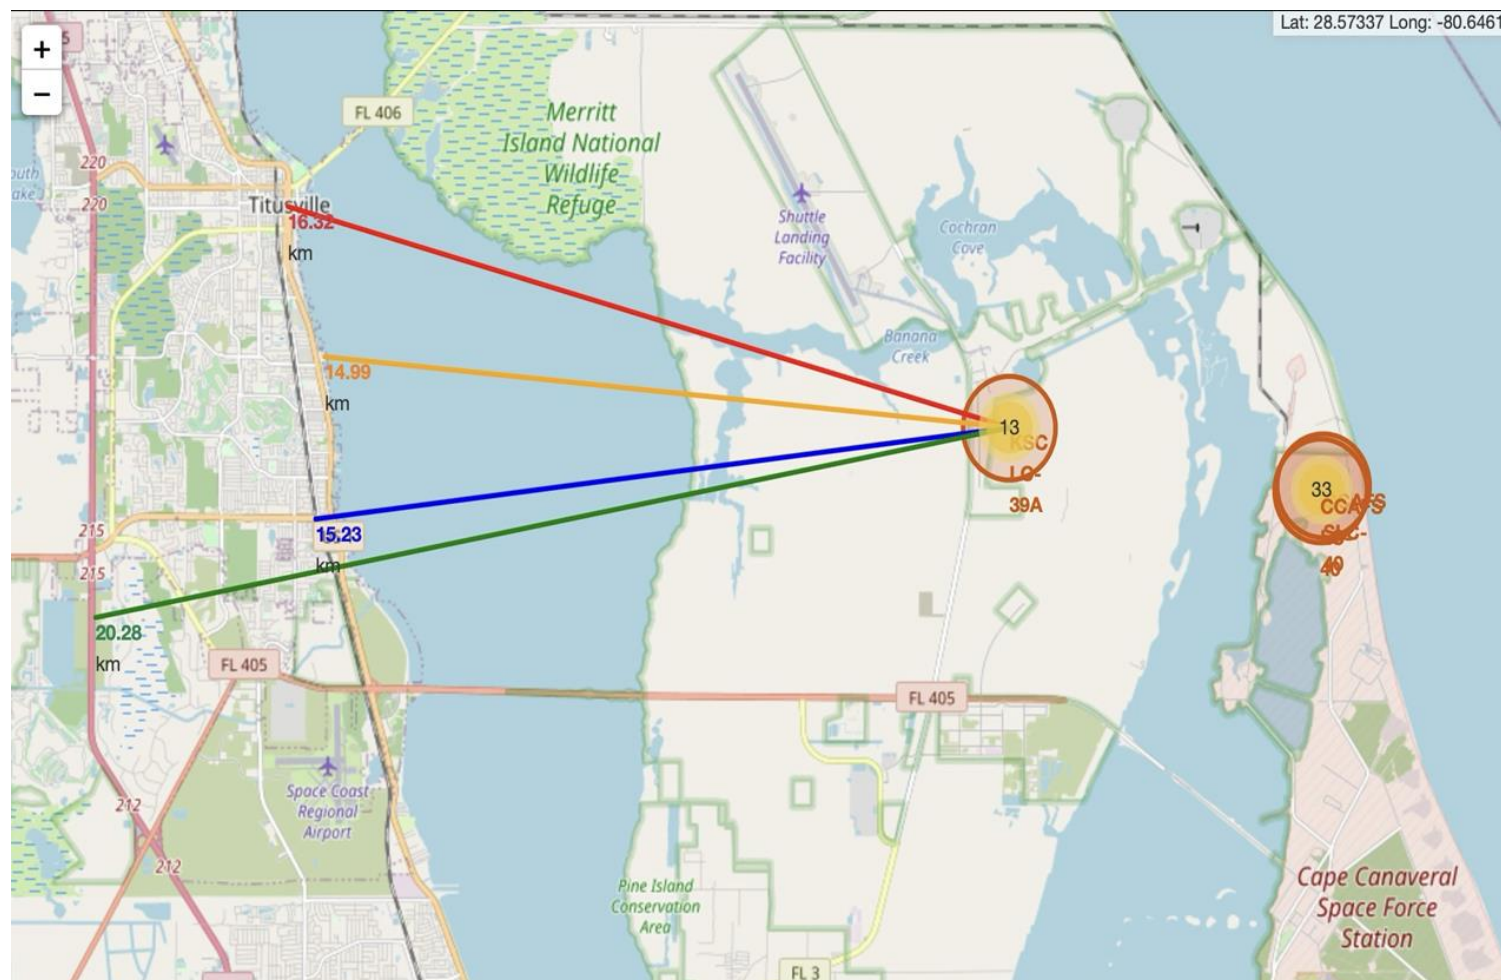 Lat: 28.57337 Long: -80.6461
+
−
5
FL 406
Merritt
Island National
Wildlife
Refuge
220
220
Titusville
16.32
km
Shuttle
Landing
Facility
Cochran
Cove
Banana
Creek
14.99
km
13
KSC
LC-
39A
33
CCAFS
40
215
15.23
km
215
20.28
km
FL 405
FL 405
Space Coast
Regional
Airport
212
212
Pine Island
Conservation
Area
Cape Canaveral
Space Force
Station
FL 3